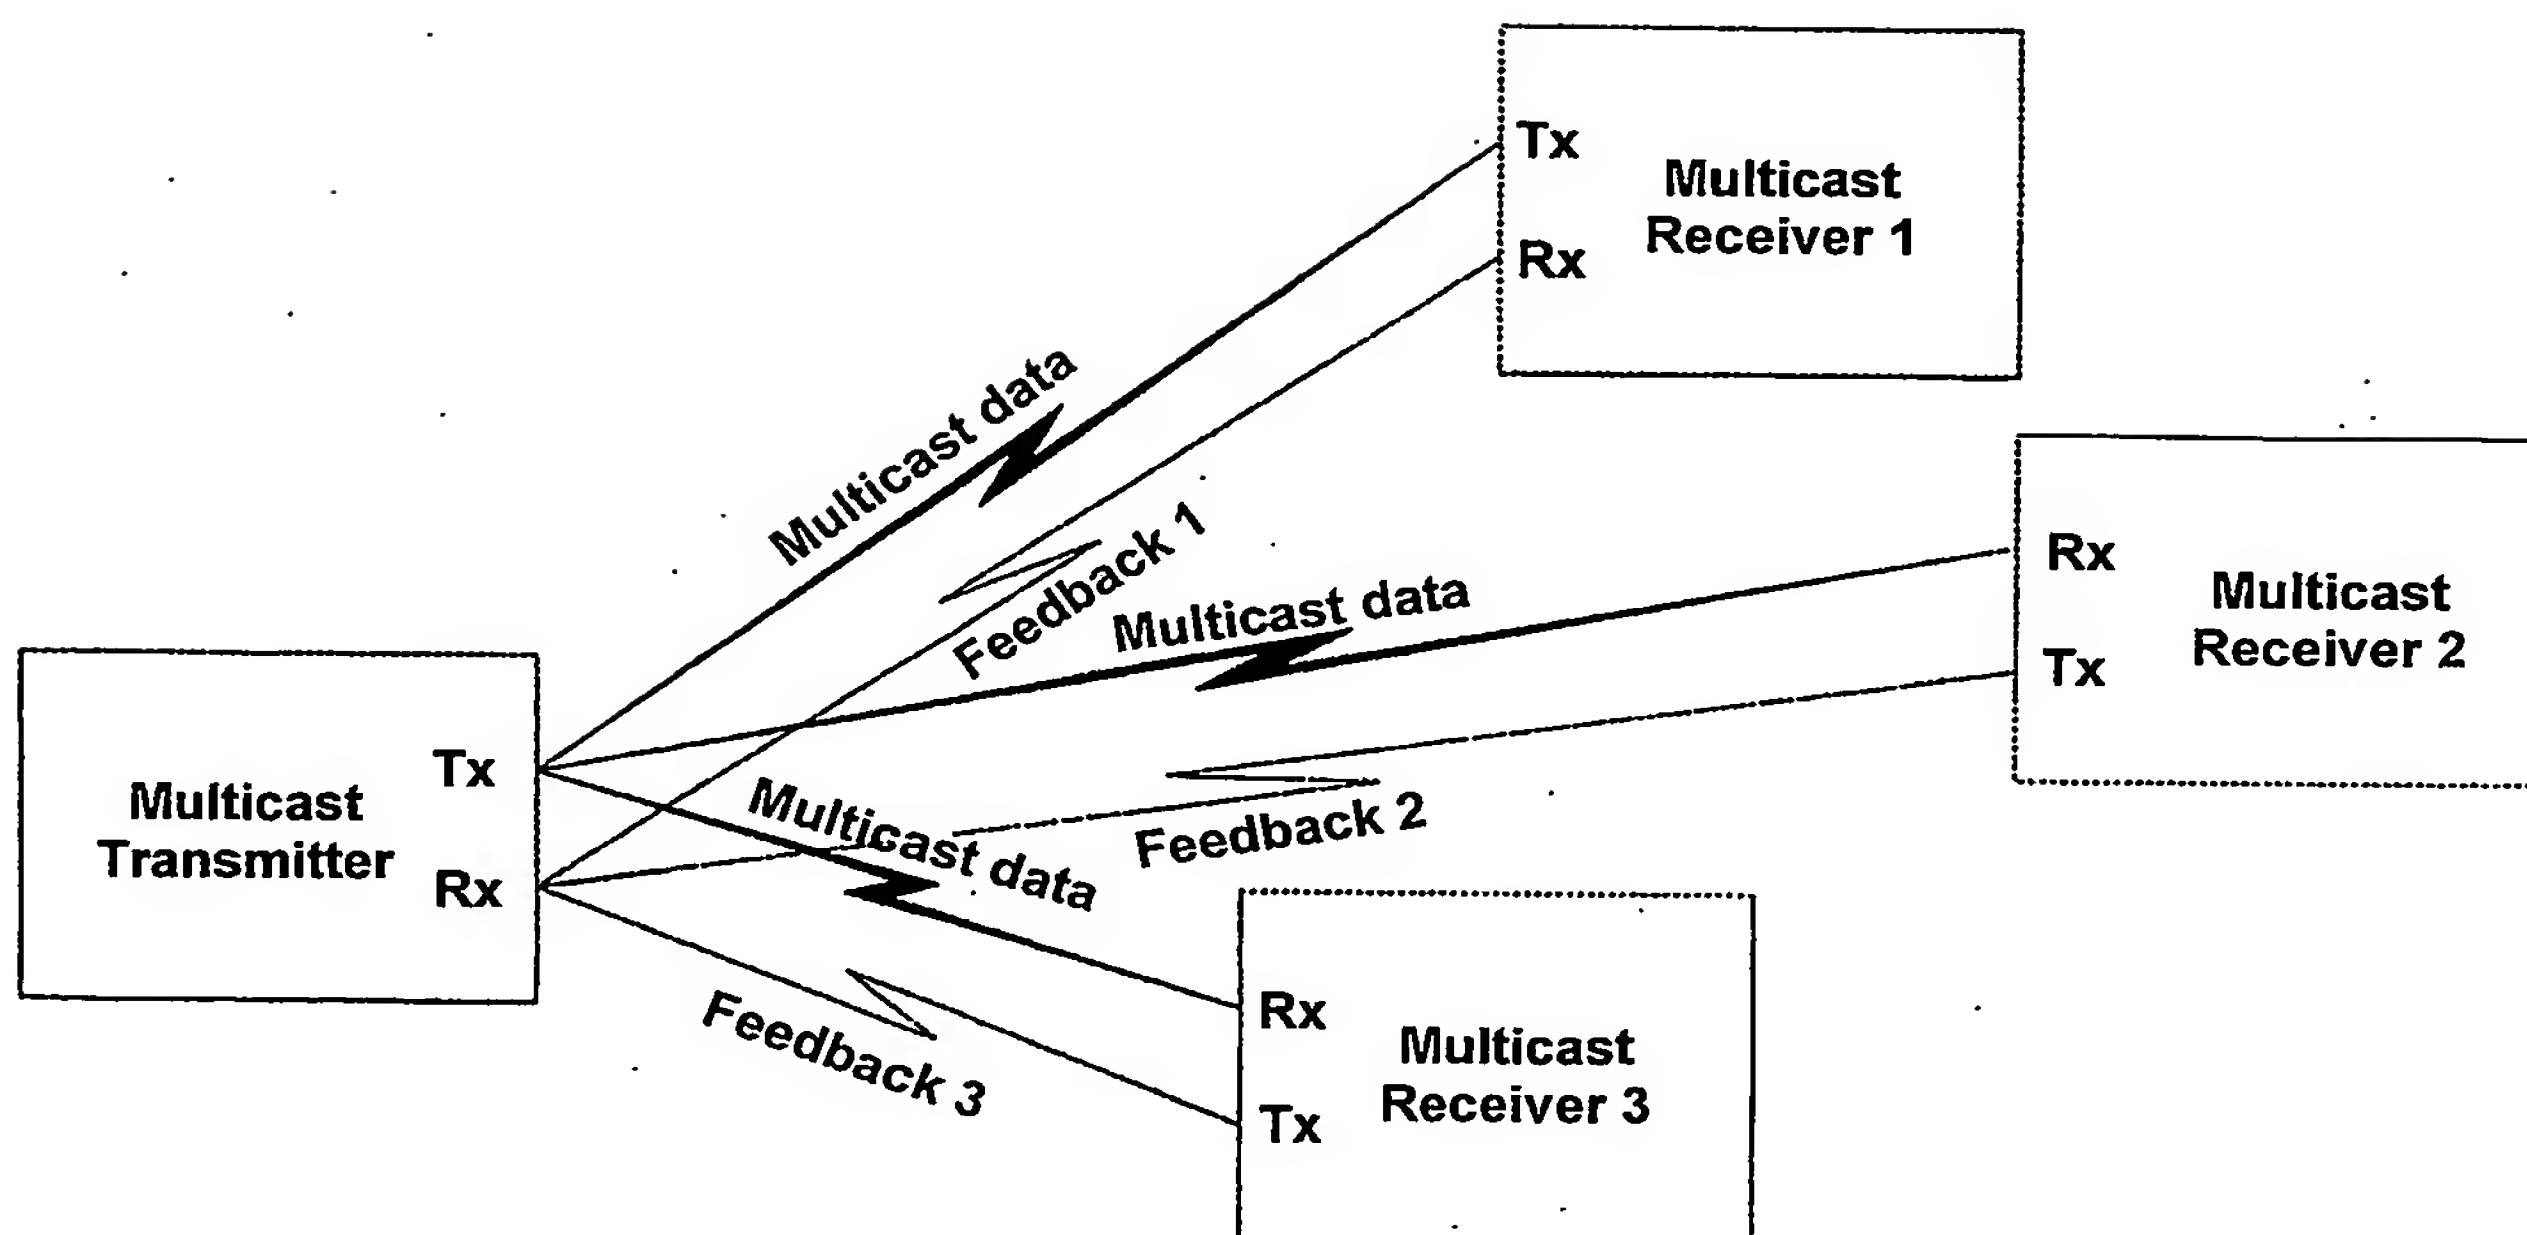 Tx
Multicast
Receiver 1
Rx
Multicast data
Feedback 1
Multicast data
Rx
Multicast
Receiver 2
Tx
Tx
Multicast
Transmitter
Rx
Multicast data
Feedback 2
Feedback 3
Rx
Multicast
Receiver 3
Tx